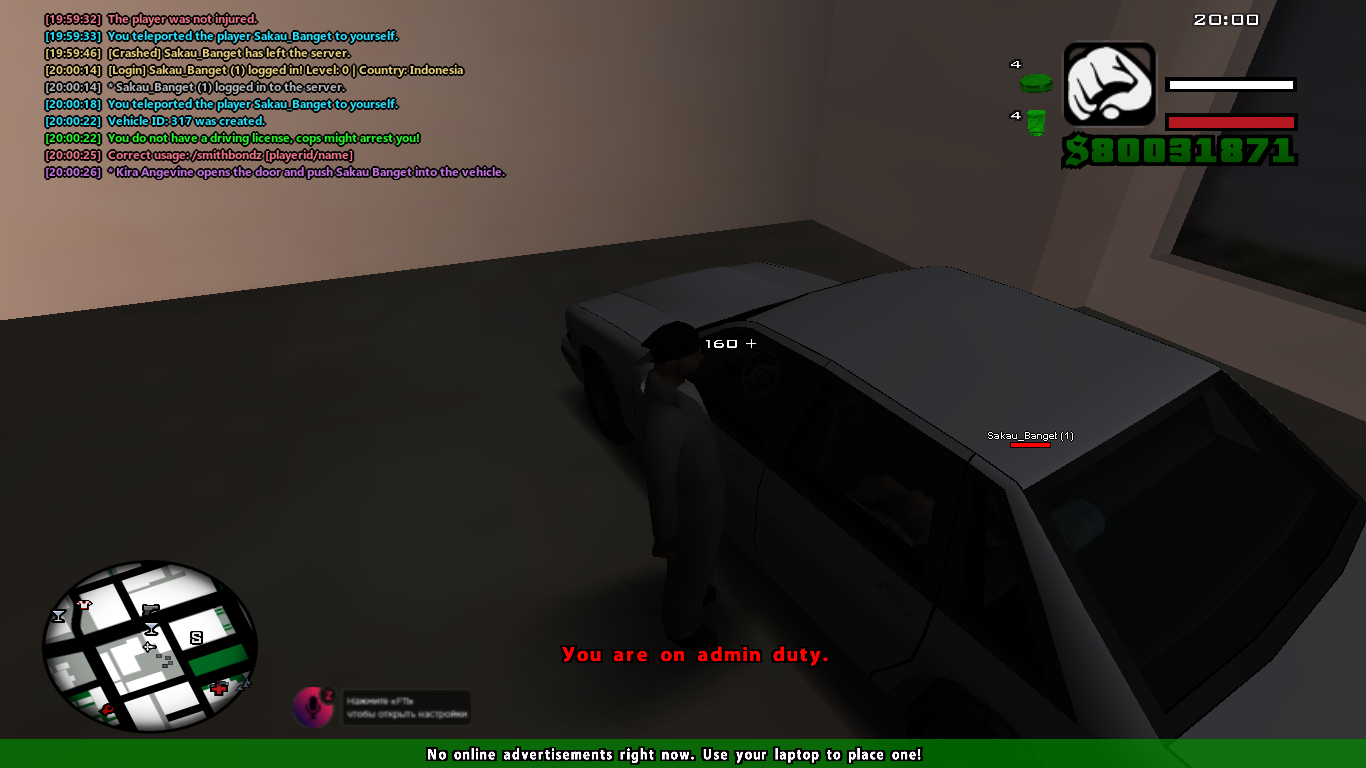 [19:59:32] The player was not injured.
[19:59:33] You teleported the player Sakau_Banget to yourself.
[19:59:46] [Crashed] Sakau_Banget has left the server.
[20:00:14] [Login] Sakau_Banget (1) logged in! Level: 0 | Country: Indonesia
[20:00:14] * Sakau_Banget (1) logged in to the server.
[20:00:18] You teleported the player Sakau_Banget to yourself.
[20:00:22] Vehicle ID: 317 was created.
[20:00:22] You do not have a driving license, cops might arrest you!
[20:00:25] Correct usage: /smithbondz [playerid/name]
[20:00:26] * Kira Angevine opens the door and push Sakau Banget into the vehicle.
20:00
4
4
$80031871
160 +
Sakau_Banget (1)
S
You are on admin duty.
Z
Нажмите «F11»
чтобы открыть настройки
No online advertisements right now. Use your laptop to place one!